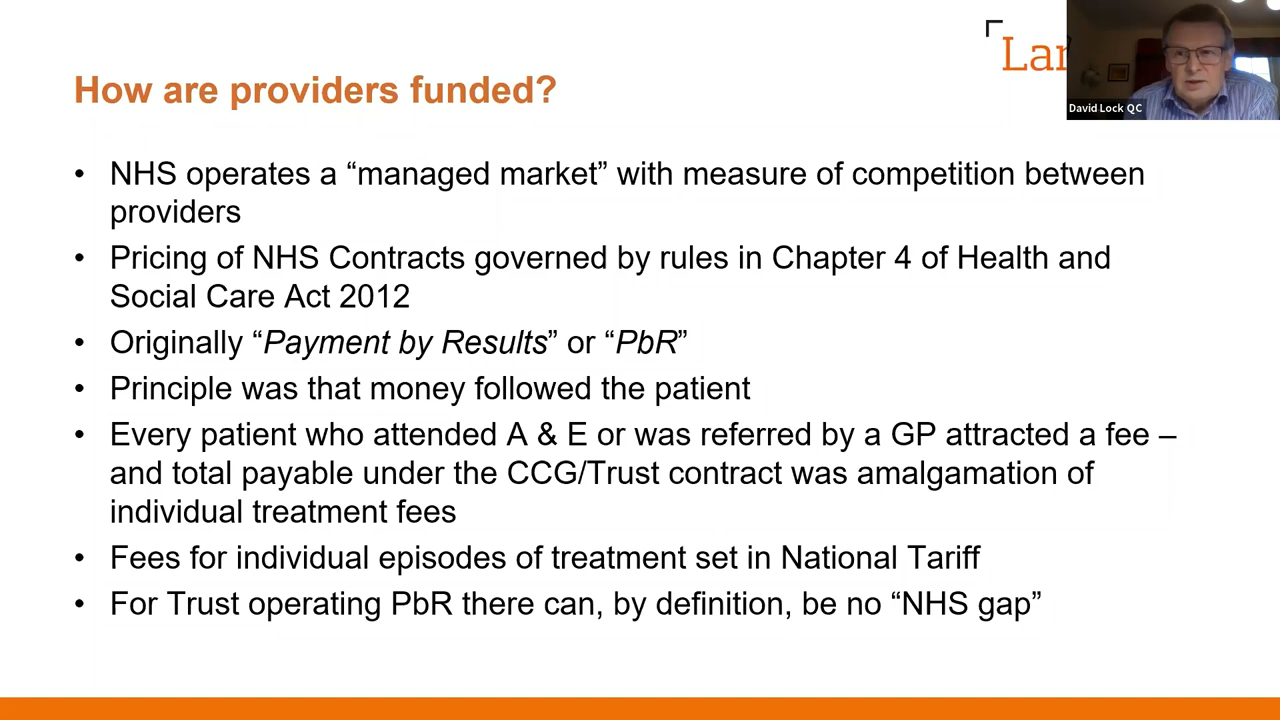 How are providers funded?
Lan
David Lock QC
• NHS operates a “managed market” with measure of competition between
providers
• Pricing of NHS Contracts governed by rules in Chapter 4 of Health and
Social Care Act 2012
• Originally “Payment by Results” or “PbR”
• Principle was that money followed the patient
• Every patient who attended A & E or was referred by a GP attracted a fee –
and total payable under the CCG/Trust contract was amalgamation of
individual treatment fees
• Fees for individual episodes of treatment set in National Tariff
• For Trust operating PbR there can, by definition, be no “NHS gap”